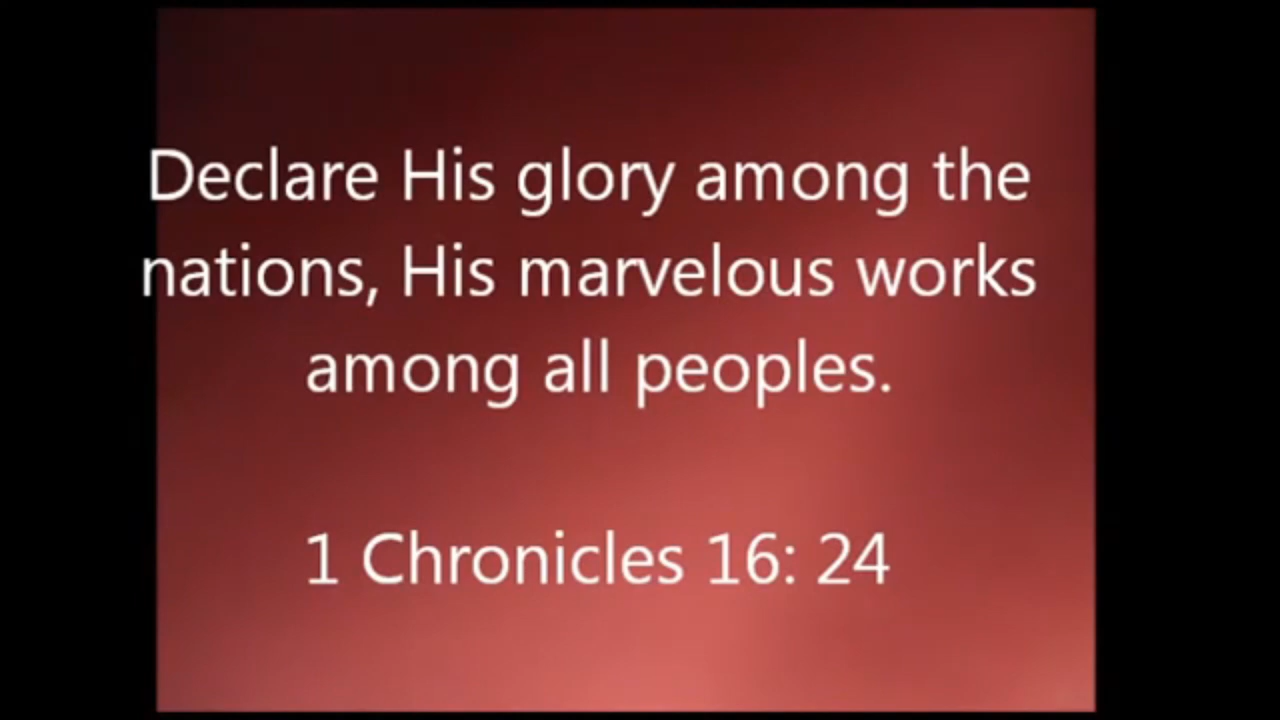 Declare His glory among the
nations, His marvelous works
among all peoples.
1 Chronicles 16: 24